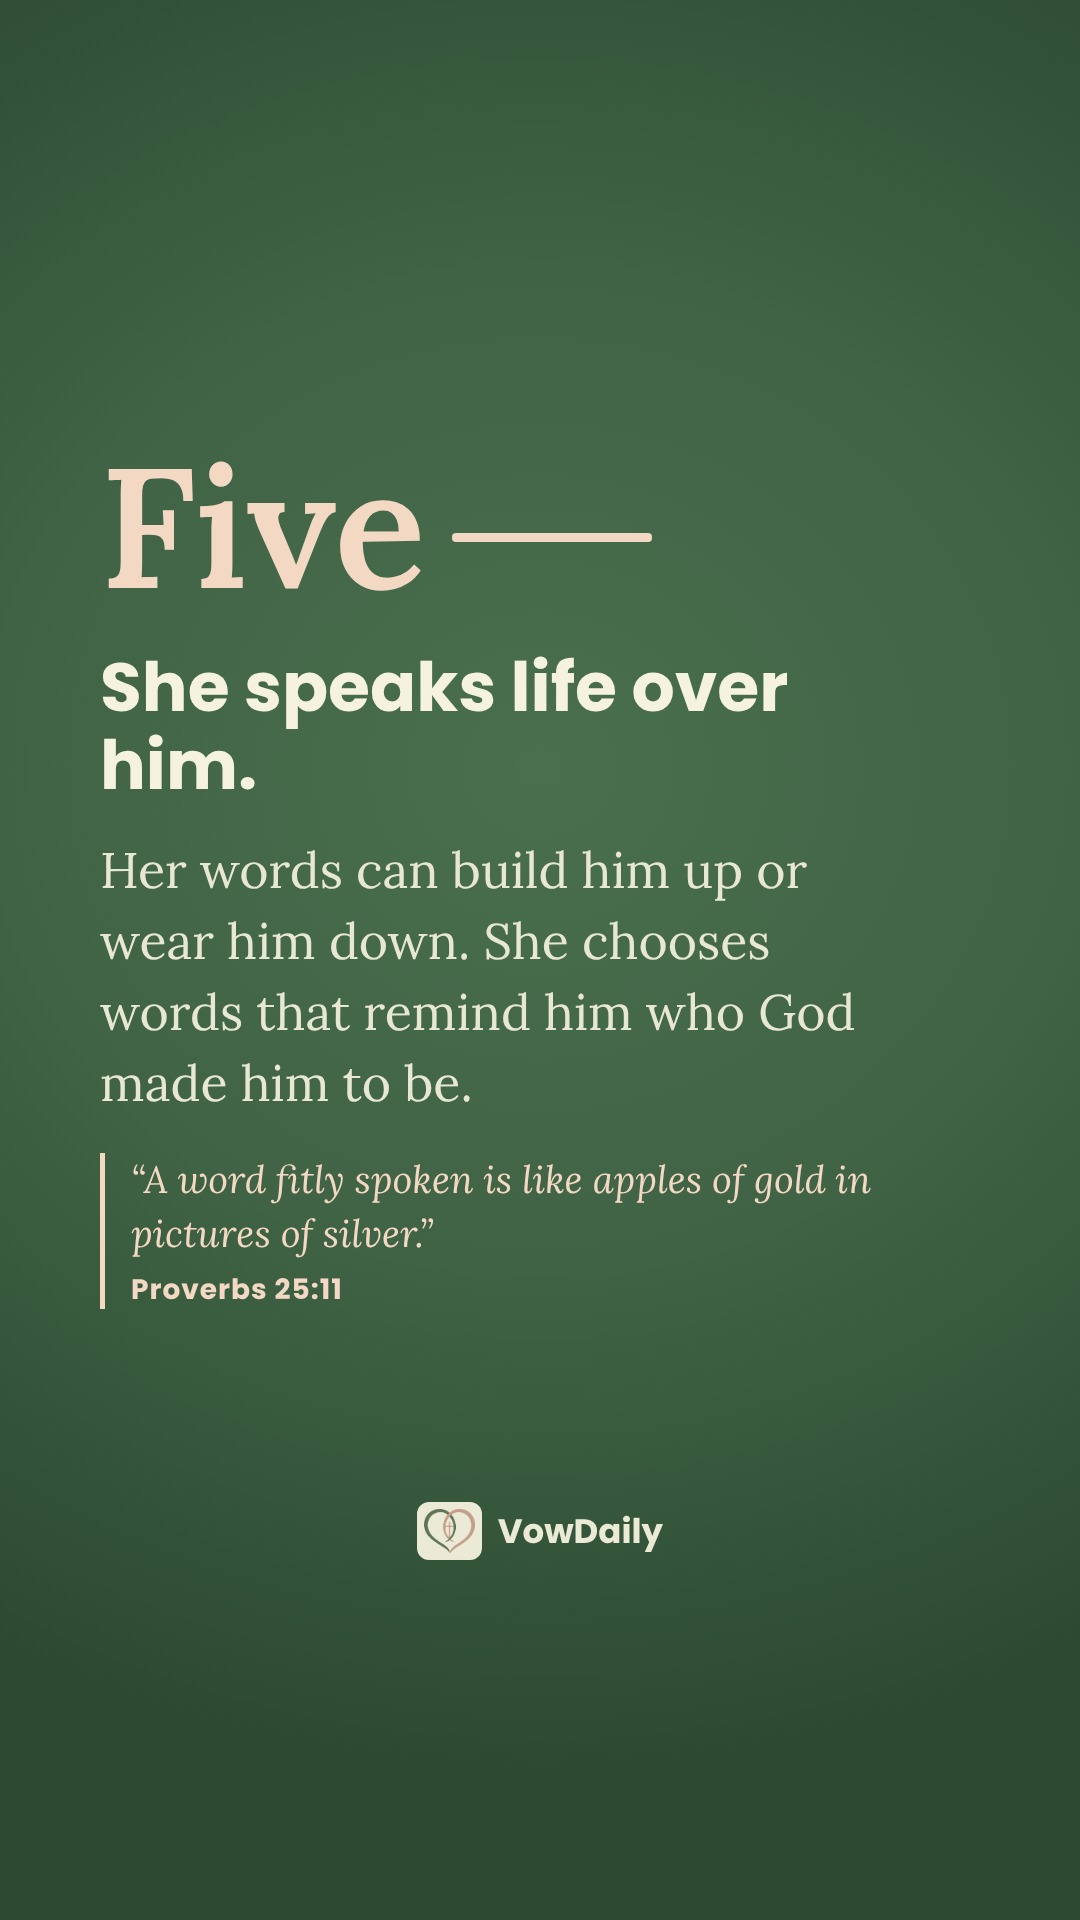 Five
She speaks life over
him.
Her words can build him up or
wear him down. She chooses
words that remind him who God
made him to be.
“A word fitly spoken is like apples of gold in
pictures of silver.”
Proverbs 25:11
VowDaily